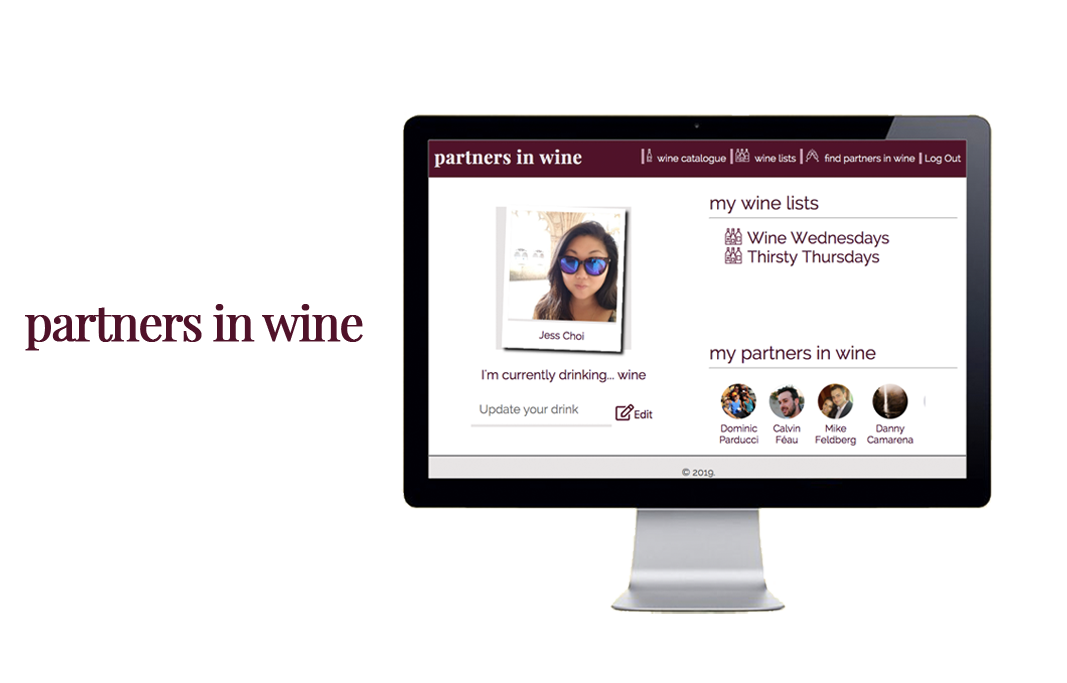 partners in wine
partners in wine
wine catalogue
wine lists
find partners in wine
Log Out
Jess Choi
I'm currently drinking... wine
Update your drink
Edit
my wine lists
Wine Wednesdays
Thirsty Thursdays
my partners in wine
Dominic
Parducci
Calvin
Féau
Mike
Feldberg
Danny
Camarena
© 2019.